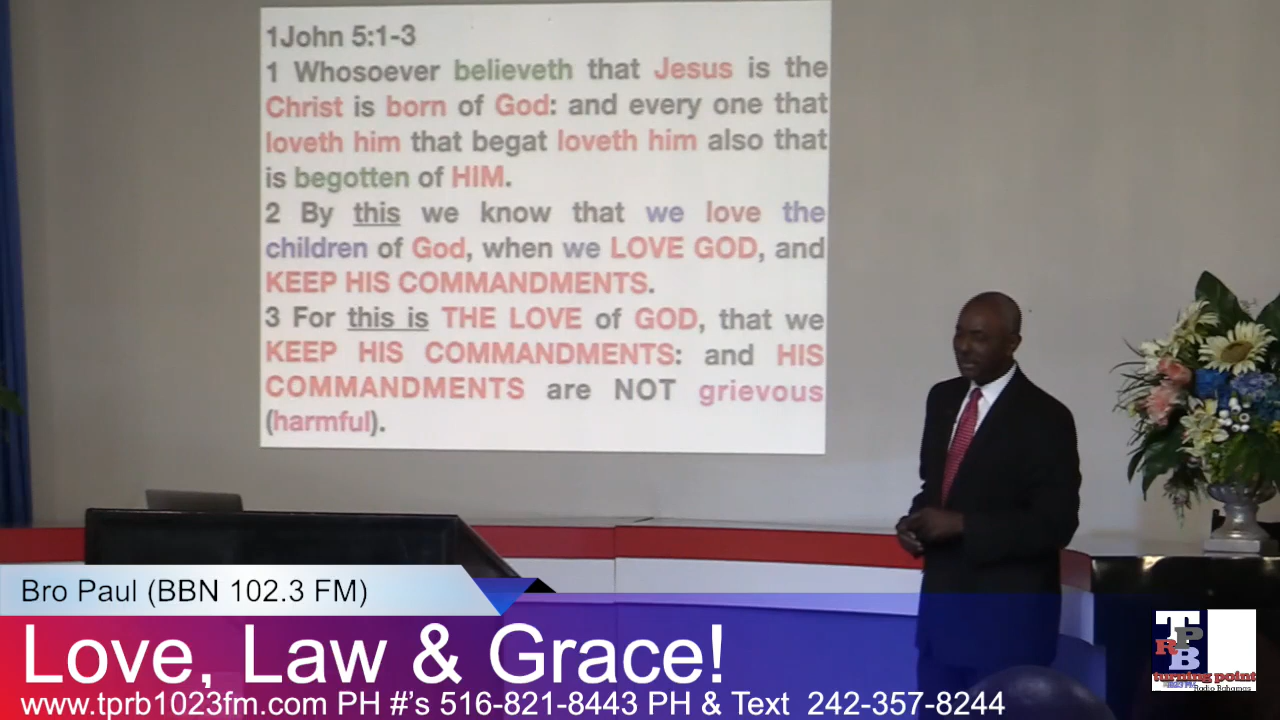 1John 5:1-3
1 Whosoever believeth that Jesus is the
Christ is born of God: and every one that
loveth him that begat loveth him also that
is begotten of HIM.
2 By this we know that we love the
children of God, when we LOVE GOD, and
KEEP HIS COMMANDMENTS.
3 For this is THE LOVE of GOD, that we
KEEP HIS COMMANDMENTS: and HIS
COMMANDMENTS are NOT grievous
(harmful).
Bro Paul (BBN 102.3 FM)
Love, Law & Grace!
www.tprb1023fm.com PH #'s 516-821-8443 PH & Text 242-357-8244
TPRB
turning point
Radio Bahamas